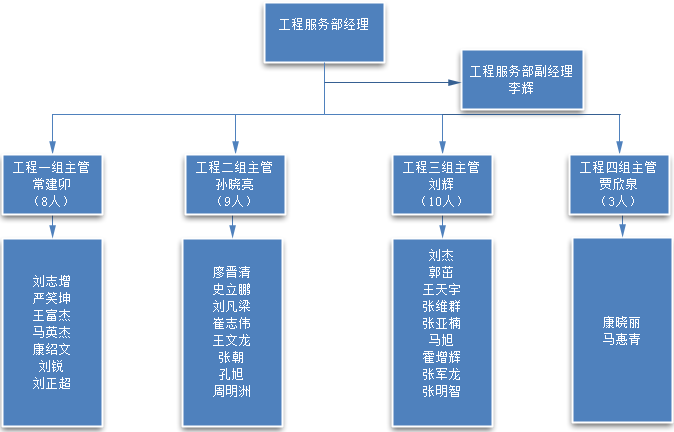 工程服务部经理
工程服务部副经理
李辉
工程一组主管
常建卯
（8人）
工程二组主管
孙晓亮
（9人）
工程三组主管
刘辉
（10人）
工程四组主管
贾欣泉
（3人）
刘志增
严笑坤
王富杰
马英杰
康绍文
刘锐
刘正超
廖晋清
史立鹏
刘凡梁
崔志伟
王文龙
张朝
孔旭
周明洲
刘杰
郭茁
王天宇
张维群
张亚楠
马旭
霍增辉
张军龙
张明智
康晓丽
马惠青